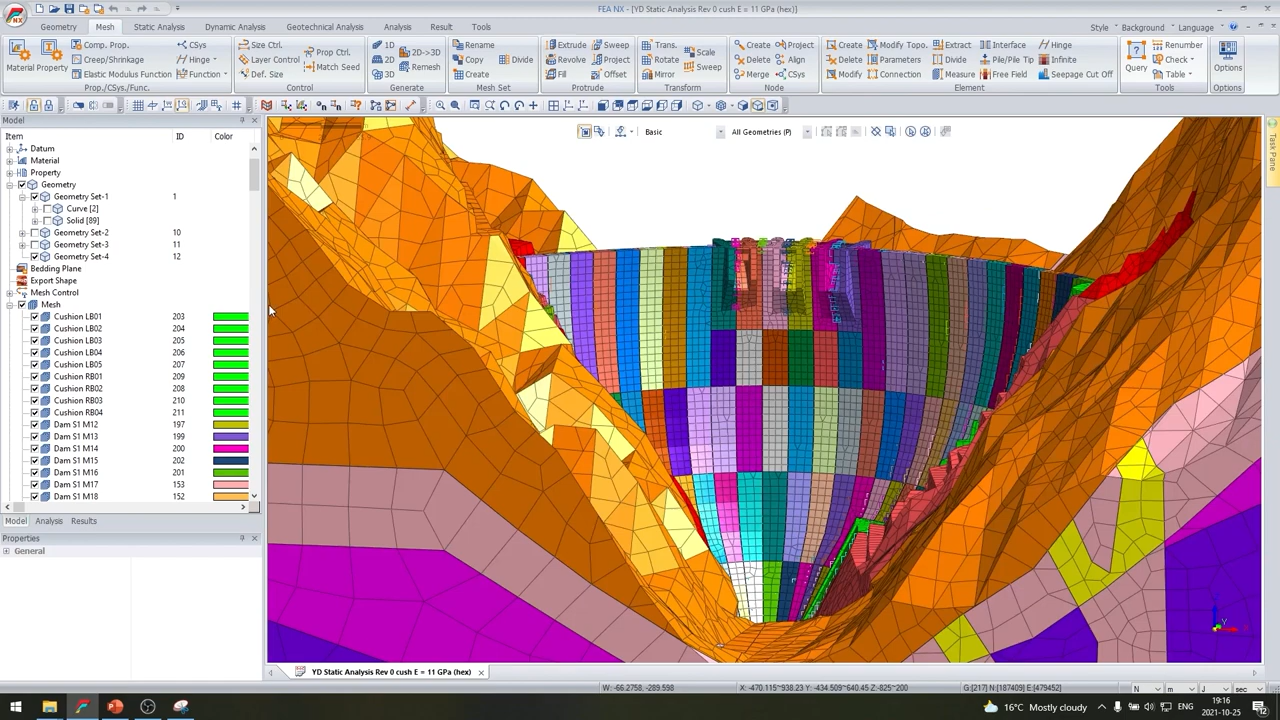 FEA NX - [YD Static Analysis Rev 0 cush E = 11 GPa (hex)]
Geometry Mesh Static Analysis Dynamic Analysis Geotechnical Analysis Analysis Result Tools Style Background Language
Comp. Prop. CSys Size Ctrl. Prop Ctrl. 1D 2D->3D Rename Extrude Sweep Trans. Scale Create Project Create Modify Topo. Extract Interface Hinge Renumber
Material Property Creep/Shrinkage Hinge Layer Control Match Seed 2D Remesh Copy Divide Revolve Project Rotate Sweep Delete Align Delete Parameters Divide Pile/Pile Tip Infinite Query Check Options
Elastic Modulus Function Function Def. Size 3D Create Fill Offset Mirror Merge CSys Modify Connection Measure Free Field Seepage Cut Off Table
Prop./CSys./Func. Control Generate Mesh Set Protrude Transform Node Element Tools Options
Model
Basic All Geometries (P)
Task Pane
Item ID Color
Datum
Material
Property
Geometry
Geometry Set-1 1
Curve [2]
Solid [89]
Geometry Set-2 10
Geometry Set-3 11
Geometry Set-4 12
Bedding Plane
Export Shape
Mesh Control
Mesh
Cushion LB01 203
Cushion LB02 204
Cushion LB03 205
Cushion LB04 206
Cushion LB05 207
Cushion RB01 209
Cushion RB02 208
Cushion RB03 210
Cushion RB04 211
Dam S1 M12 197
Dam S1 M13 199
Dam S1 M14 200
Dam S1 M15 202
Dam S1 M16 201
Dam S1 M17 153
Dam S1 M18 152
Model Analysis Results
Properties
General
Y
YD Static Analysis Rev 0 cush E = 11 GPa (hex)
W: -66.2758, -289.598 X: -470.115~938.23 Y: -434.509~640.45 Z:-825~200 G:[217] N:[187409] E:[479452] N m J sec
16°C Mostly cloudy ENG 19:16
2021-10-25 12